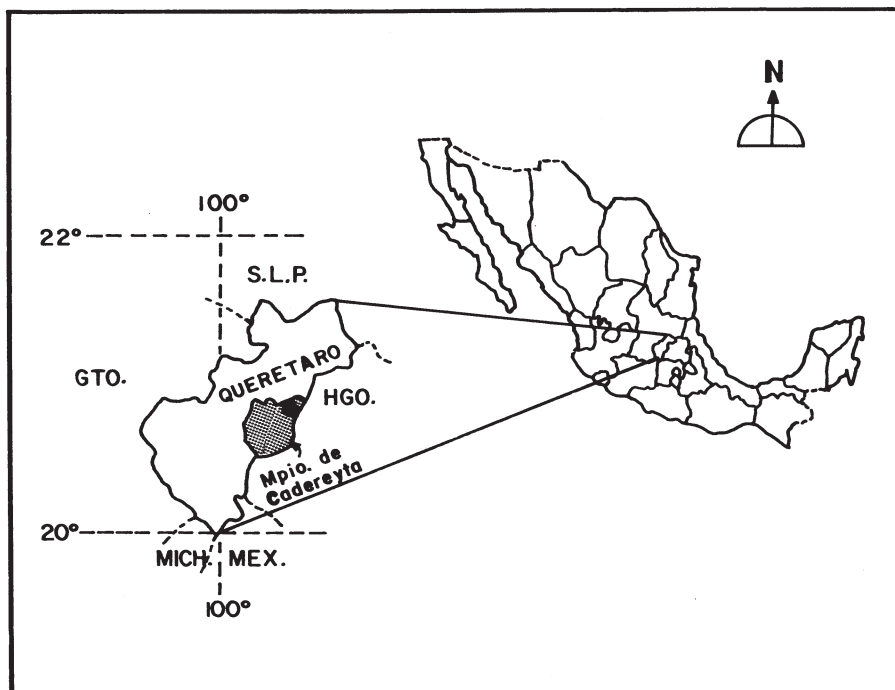 N
100°
22°
S.L.P.
GTO.
QUERETARO
HGO.
Mpio. de
Cadereyta
20°
MICH. MEX.
100°